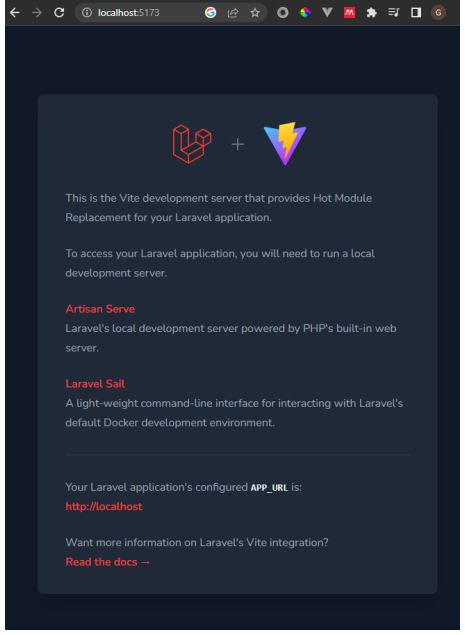 localhost:5173
G
+
This is the Vite development server that provides Hot Module
Replacement for your Laravel application.
To access your Laravel application, you will need to run a local
development server.
Artisan Serve
Laravel's local development server powered by PHP's built-in web
server.
Laravel Sail
A light-weight command-line interface for interacting with Laravel's
default Docker development environment.
Your Laravel application's configured APP_URL is:
http://localhost
Want more information on Laravel's Vite integration?
Read the docs →